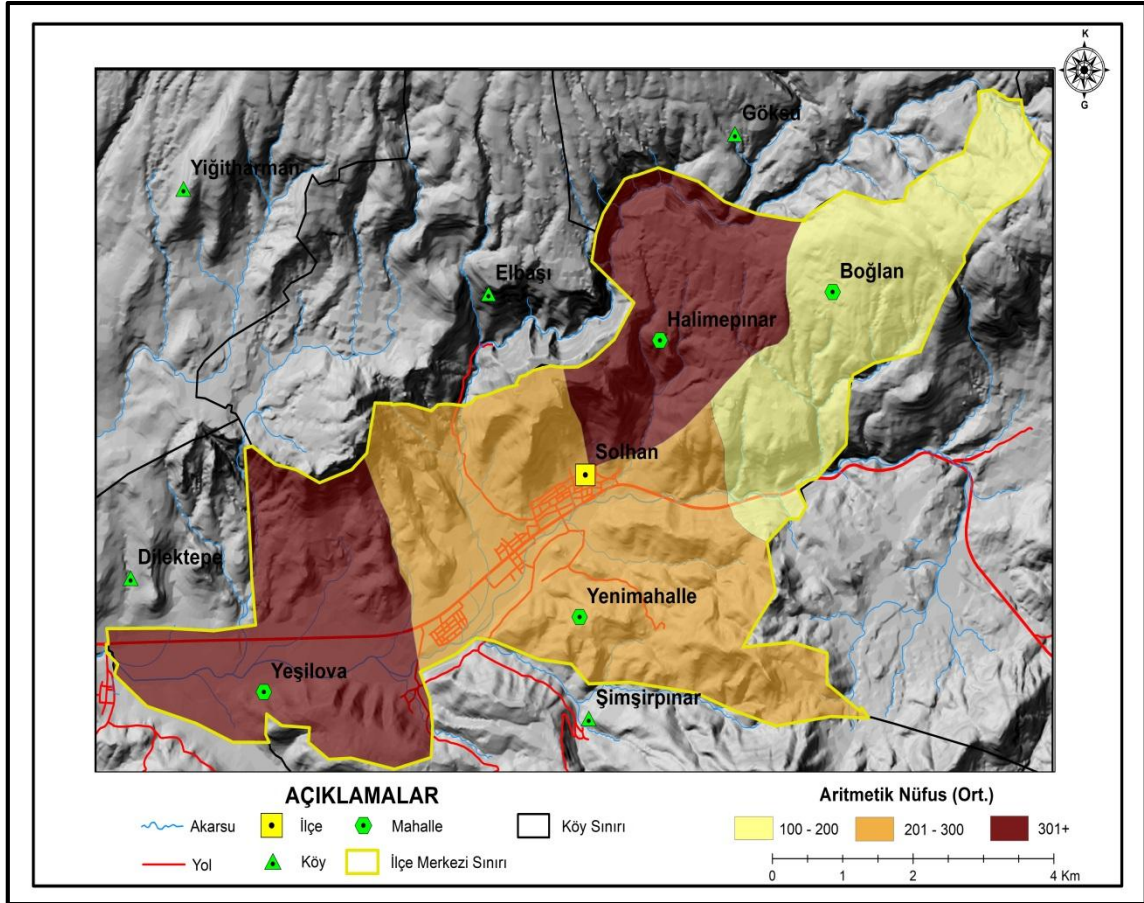 K
G
Göksu
Yiğitharman
Elbaşı
Boğlan
Halimepınar
Solhan
Dilektepe
Yenimahalle
Yeşilova
Şimşirpınar
AÇIKLAMALAR
Akarsu
İlçe
Mahalle
Köy Sınırı
Yol
Köy
İlçe Merkezi Sınırı
Aritmetik Nüfus (Ort.)
100 - 200
201 - 300
301+
0 1 2 4 Km